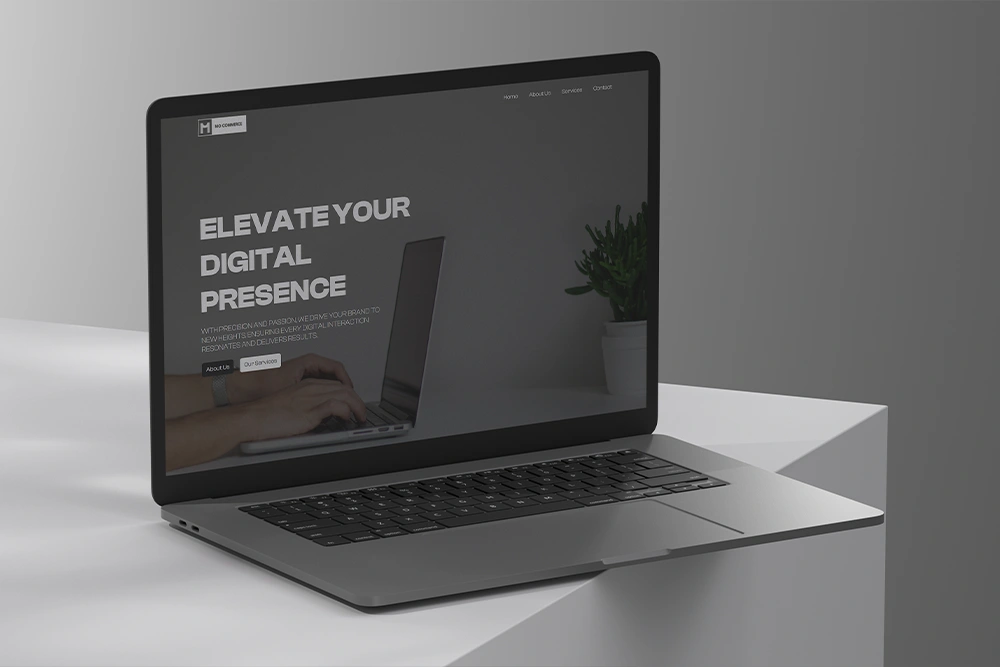 MO COMMERCE
Home About Us Services Contact
ELEVATE YOUR
DIGITAL
PRESENCE
WITH PRECISION AND PASSION, WE DRIVE YOUR BRAND TO
NEW HEIGHTS, ENSURING EVERY DIGITAL INTERACTION
RESONATES AND DELIVERS RESULTS.
About Us Our Services